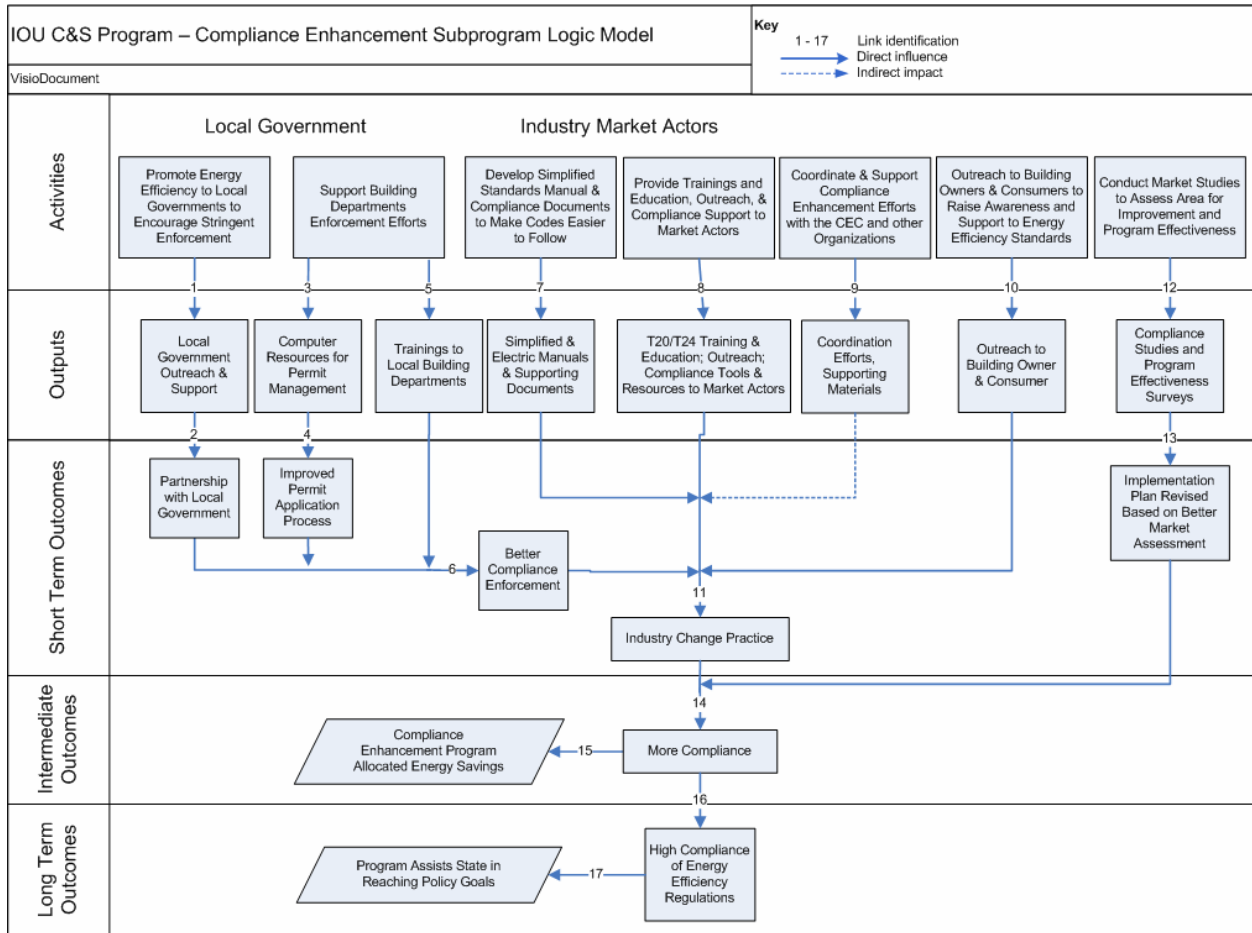 IOU C&S Program – Compliance Enhancement Subprogram Logic Model
VisioDocument
Key
1 - 17 Link identification
Direct influence
Indirect impact
Activities
Local Government
Industry Market Actors
Promote Energy
Efficiency to Local
Governments to
Encourage Stringent
Enforcement
Support Building
Departments
Enforcement Efforts
Develop Simplified
Standards Manual &
Compliance Documents
to Make Codes Easier
to Follow
Provide Trainings and
Education, Outreach, &
Compliance Support to
Market Actors
Coordinate & Support
Compliance
Enhancement Efforts
with the CEC and other
Organizations
Outreach to Building
Owners & Consumers to
Raise Awareness and
Support to Energy
Efficiency Standards
Conduct Market Studies
to Assess Area for
Improvement and
Program Effectiveness
1
3
5
7
8
9
10
12
Outputs
Local
Government
Outreach &
Support
Computer
Resources for
Permit
Management
Trainings to
Local Building
Departments
Simplified &
Electric Manuals
& Supporting
Documents
T20/T24 Training &
Education; Outreach;
Compliance Tools &
Resources to Market Actors
Coordination
Efforts,
Supporting
Materials
Outreach to
Building Owner
& Consumer
Compliance
Studies and
Program
Effectiveness
Surveys
2
4
13
Short Term Outcomes
Partnership
with Local
Government
Improved
Permit
Application
Process
Implementation
Plan Revised
Based on Better
Market
Assessment
6
Better
Compliance
Enforcement
11
Industry Change Practice
Intermediate
Outcomes
14
Compliance
Enhancement Program
Allocated Energy Savings
15
More Compliance
16
Long Term
Outcomes
Program Assists State in
Reaching Policy Goals
17
High Compliance
of Energy
Efficiency
Regulations